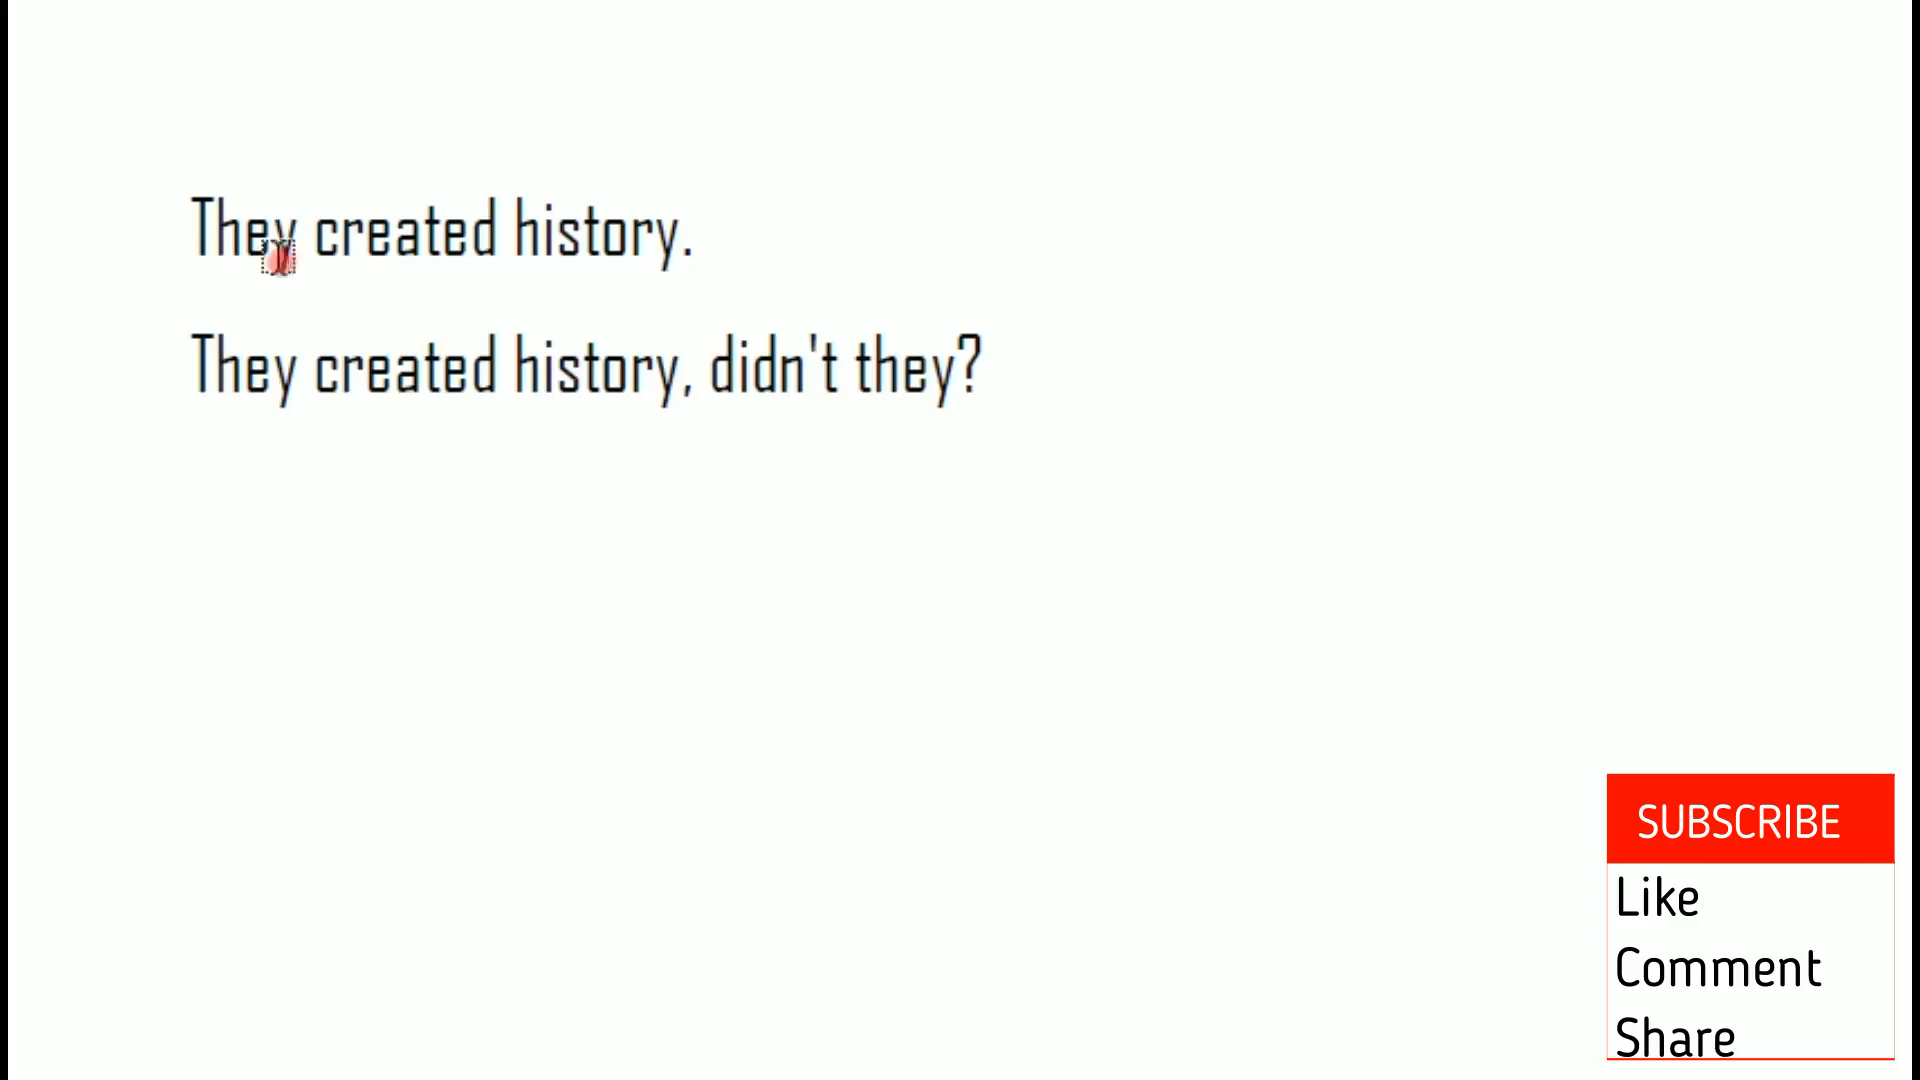 They created history.
They created history, didn't they?
SUBSCRIBE
Like
Comment
Share